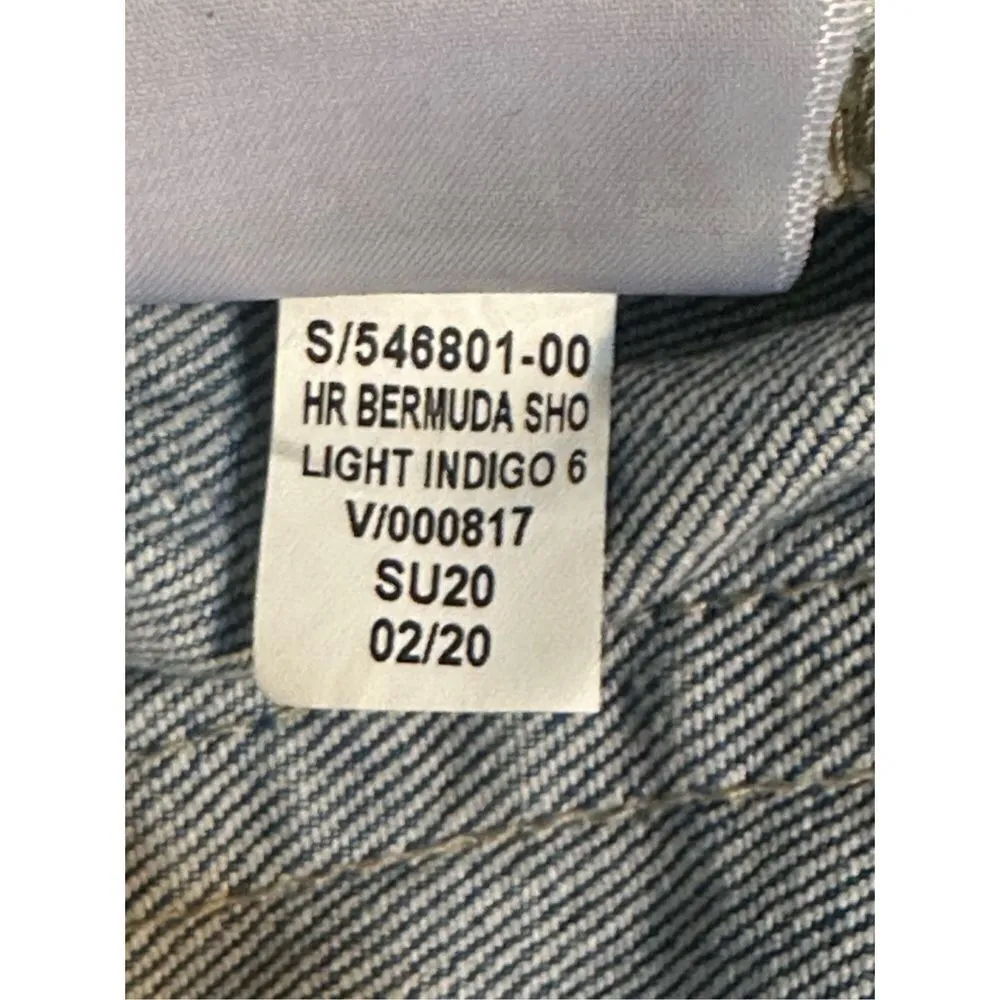 S/546801-00
HR BERMUDA SHO
LIGHT INDIGO 6
V/000817
SU20
02/20